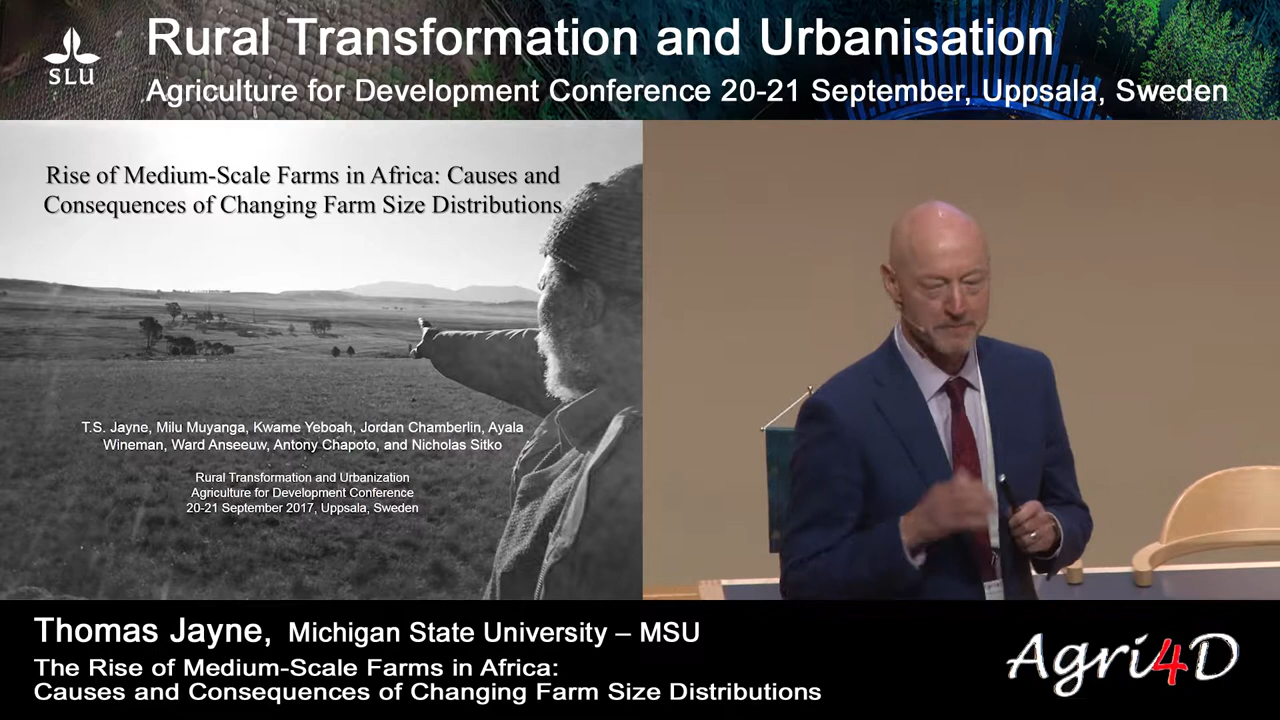 SLU
Rural Transformation and Urbanisation
Agriculture for Development Conference 20-21 September, Uppsala, Sweden
Rise of Medium-Scale Farms in Africa: Causes and
Consequences of Changing Farm Size Distributions
T.S. Jayne, Milu Muyanga, Kwame Yeboah, Jordan Chamberlin, Ayala
Wineman, Ward Anseeuw, Antony Chapoto, and Nicholas Sitko
Rural Transformation and Urbanization
Agriculture for Development Conference
20-21 September 2017, Uppsala, Sweden
Thomas Jayne, Michigan State University – MSU
The Rise of Medium-Scale Farms in Africa:
Causes and Consequences of Changing Farm Size Distributions
Agri4D